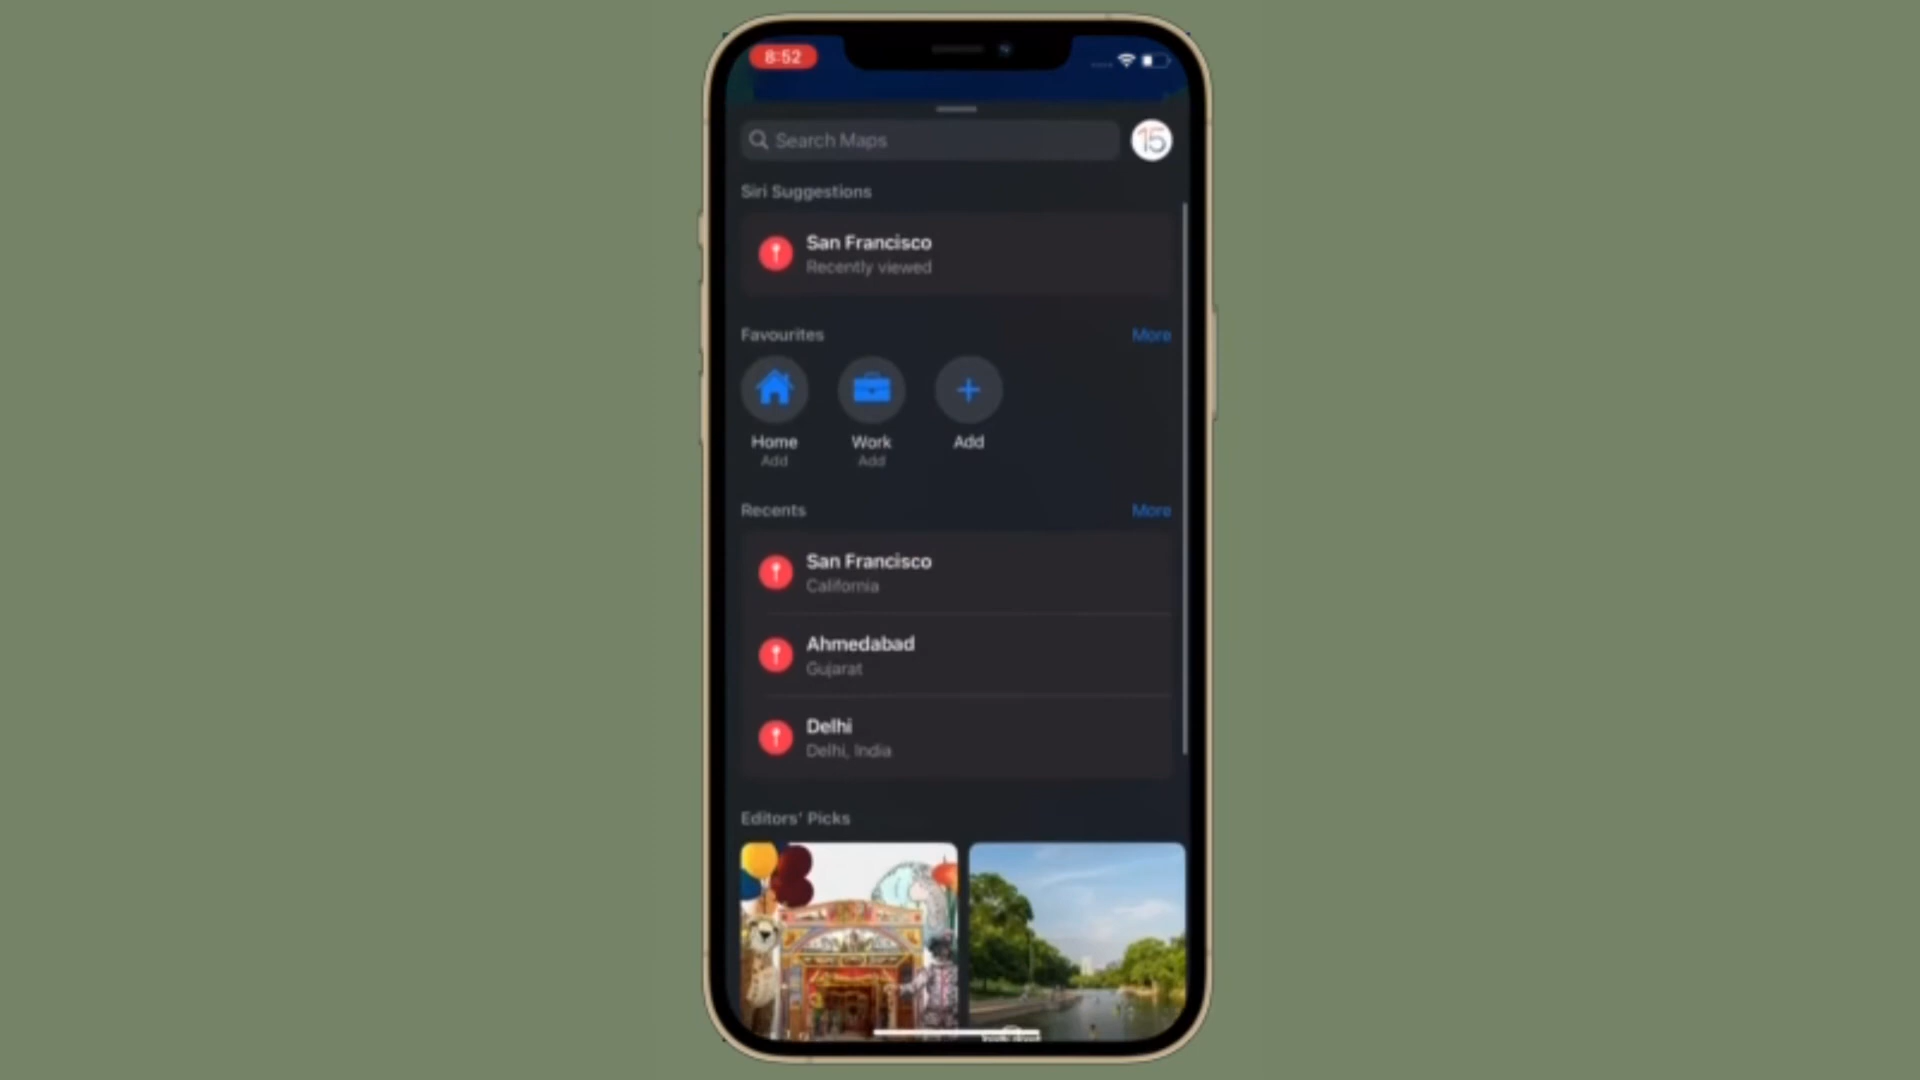 8:52
Search Maps
15
Siri Suggestions
San Francisco
Recently viewed
Favourites
More
Home
Add
Work
Add
Add
Recents
More
San Francisco
California
Ahmedabad
Gujarat
Delhi
Delhi, India
Editors' Picks